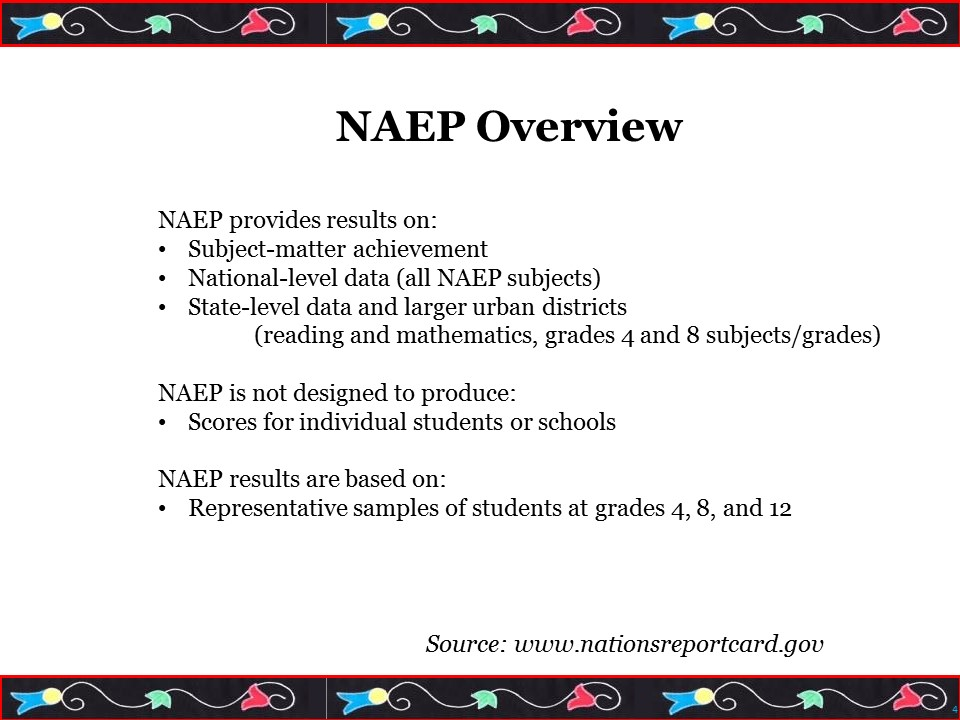 NAEP Overview
NAEP provides results on:
• Subject-matter achievement
• National-level data (all NAEP subjects)
• State-level data and larger urban districts
(reading and mathematics, grades 4 and 8 subjects/grades)
NAEP is not designed to produce:
• Scores for individual students or schools
NAEP results are based on:
• Representative samples of students at grades 4, 8, and 12
Source: www.nationsreportcard.gov
4